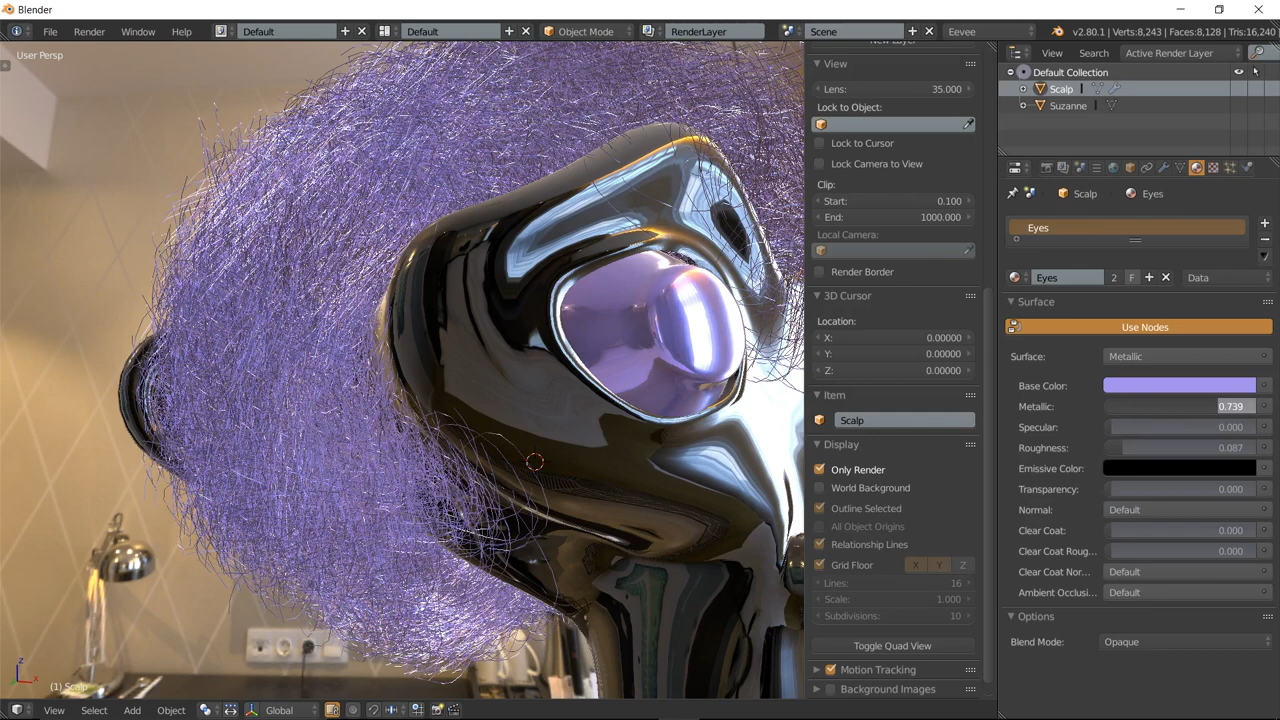 Blender
File Render Window Help Default Default Object Mode RenderLayer Scene Eevee v2.80.1 | Verts:8,243 | Faces:8,128 | Tris:16,240
User Persp
View
Lens: 35.000
Lock to Object:
Lock to Cursor
Lock Camera to View
Clip:
Start: 0.100
End: 1000.000
Local Camera:
Render Border
3D Cursor
Location:
X: 0.00000
Y: 0.00000
Z: 0.00000
Item
Scalp
Display
Only Render
World Background
Outline Selected
All Object Origins
Relationship Lines
Grid Floor X Y Z
Lines: 16
Scale: 1.000
Subdivisions: 10
Toggle Quad View
Motion Tracking
Background Images
View Search Active Render Layer
Default Collection
Scalp
Suzanne
Scalp Eyes
Eyes
Eyes 2 F Data
Surface
Use Nodes
Surface: Metallic
Base Color:
Metallic: 0.739
Specular: 0.000
Roughness: 0.087
Emissive Color:
Transparency: 0.000
Normal: Default
Clear Coat: 0.000
Clear Coat Roug... 0.000
Clear Coat Nor... Default
Ambient Occlusi... Default
Options
Blend Mode: Opaque
z
x
(1) Scalp
View Select Add Object Global